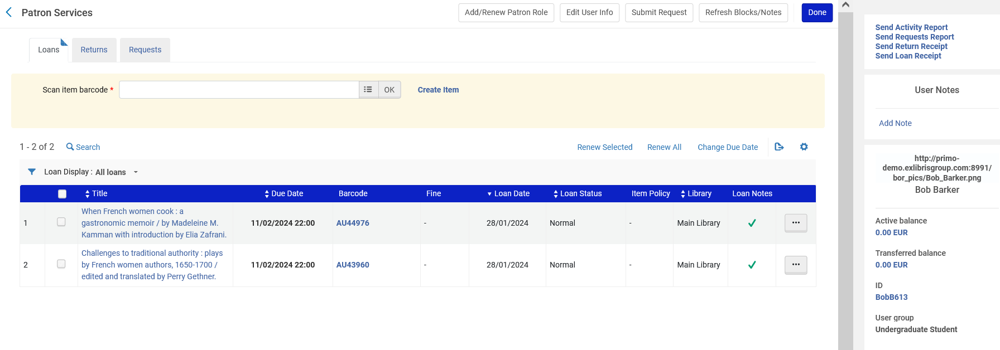 Patron Services
Add/Renew Patron Role
Edit User Info
Submit Request
Refresh Blocks/Notes
Done
Loans
Returns
Requests
Scan item barcode *
OK
Create Item
1 - 2 of 2
Search
Renew Selected
Renew All
Change Due Date
Loan Display : All loans
Title
Due Date
Barcode
Fine
Loan Date
Loan Status
Item Policy
Library
Loan Notes
1
When French women cook : a
gastronomic memoir / by Madeleine M.
Kamman with introduction by Elia Zafrani.
11/02/2024 22:00
AU44976
-
28/01/2024
Normal
-
Main Library
2
Challenges to traditional authority : plays
by French women authors, 1650-1700 /
edited and translated by Perry Gethner.
11/02/2024 22:00
AU43960
-
28/01/2024
Normal
-
Main Library
Send Activity Report
Send Requests Report
Send Return Receipt
Send Loan Receipt
User Notes
Add Note
http://primo-
demo.exlibrisgroup.com:8991/
bor_pics/Bob_Barker.png
Bob Barker
Active balance
0.00 EUR
Transferred balance
0.00 EUR
ID
BobB613
User group
Undergraduate Student